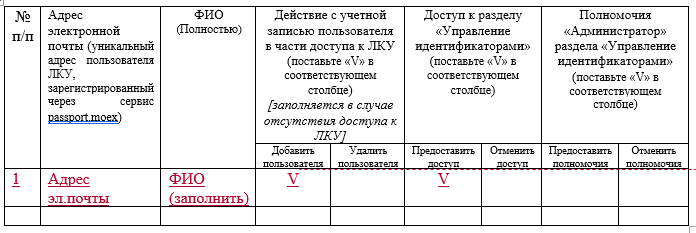 №
п/п
Адрес
электронной
почты (уникальный
адрес пользователя
ЛКУ,
зарегистрированный
через сервис
passport.moex)
ФИО
(Полностью)
Действие с учетной
записью пользователя
в части доступа к ЛКУ
(поставьте «V» в
соответствующем
столбце)
[заполняется в случае
отсутствия доступа к
ЛКУ]
Доступ к разделу
«Управление
идентификаторами»
(поставьте «V» в
соответствующем
столбце)
Полномочия
«Администратор»
раздела «Управление
идентификаторами»
(поставьте «V» в
соответствующем
столбце)
Добавить
пользователя
Удалить
пользователя
Предоставить
доступ
Отменить
доступ
Предоставить
полномочия
Отменить
полномочия
1
Адрес
эл.почты
ФИО
(заполнить)
V
V